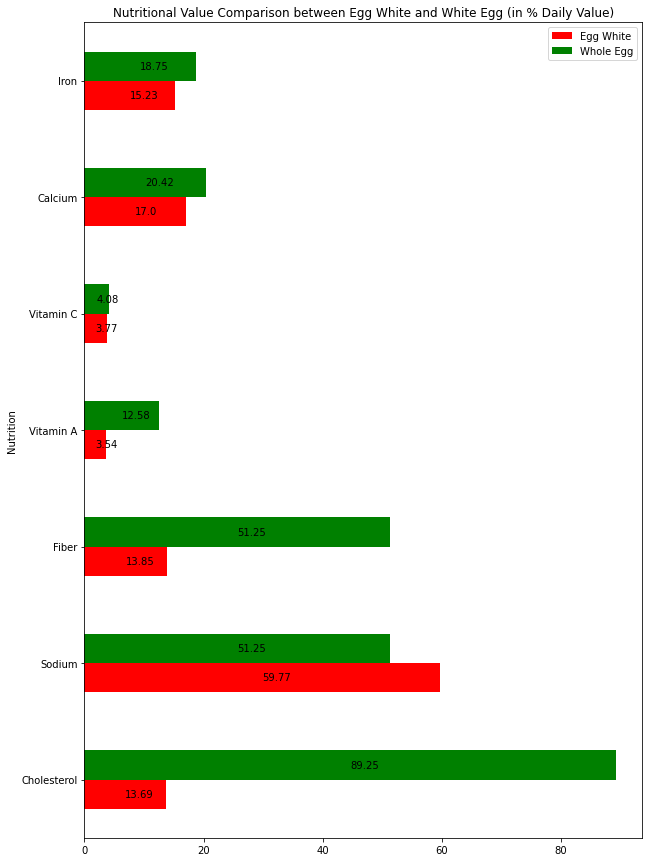 Nutritional Value Comparison between Egg White and White Egg (in % Daily Value)
Egg White
Whole Egg
Iron
18.75
15.23
Calcium
20.42
17.0
Vitamin C
4.08
3.77
Nutrition
Vitamin A
12.58
3.54
Fiber
51.25
13.85
Sodium
51.25
59.77
Cholesterol
89.25
13.69
0 20 40 60 80